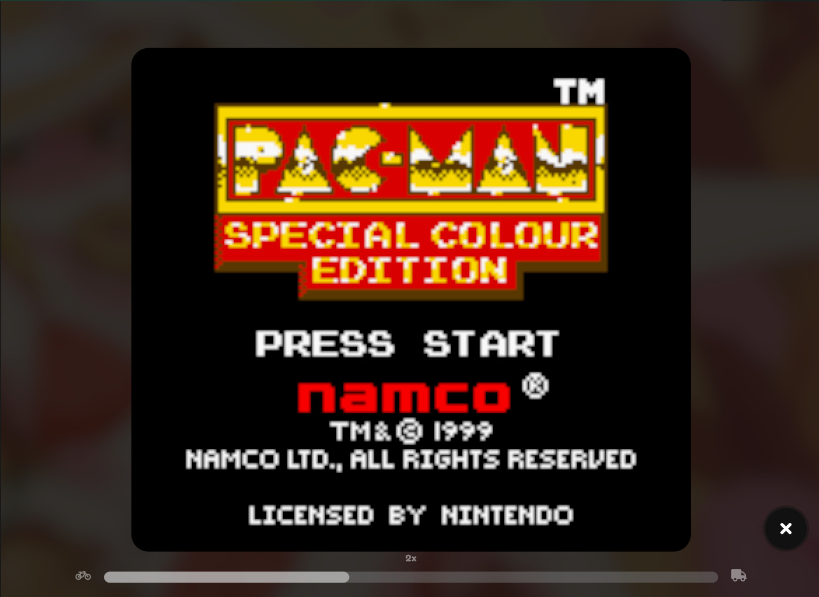 TM
PAC-MAN
SPECIAL COLOUR
EDITION
PRESS START
namco ®
TM & © 1999
NAMCO LTD., ALL RIGHTS RESERVED
LICENSED BY NINTENDO
2x